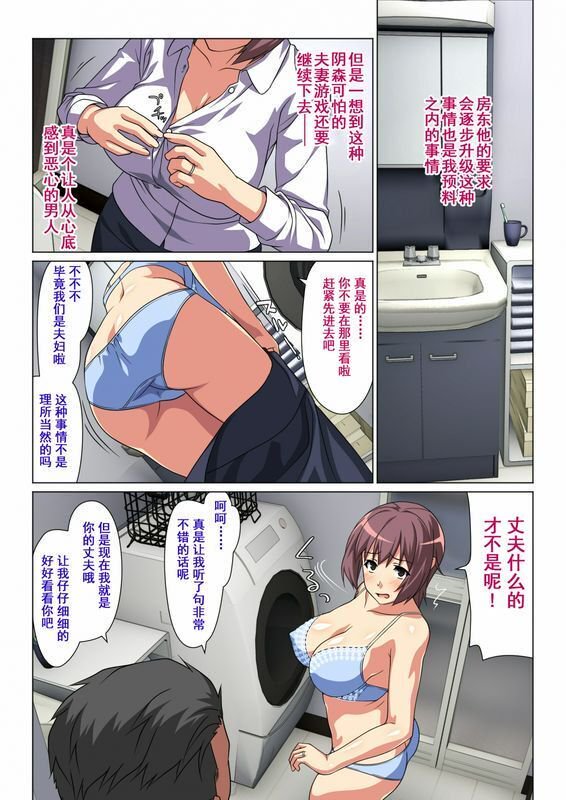 房东他的要求
会逐步升级这种
事情也是我预料
之内的事情
但是一想到这种
阴森可怕的
夫妻游戏还要
继续下去——
真是个让人从心底
感到恶心的男人
真是的……
你不要在那里看啦
赶紧先进去吧
不不不
毕竟我们是夫妇啦
这种事情不是
理所当然的吗
丈夫什么的
才不是呢！
呵呵……
真是让我听了句非常
不错的话呢
但是现在我就是
你的丈夫哦
让我仔仔细细的
好好看看你吧